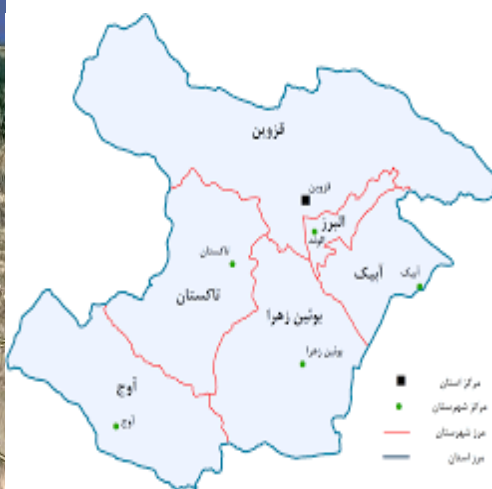 قزوین
قزوین
البرز
الوند
تاکستان
آبیک
آبیک
تاکستان
بوئین زهرا
بوئین زهرا
آوج
آوج
مرکز استان
مرکز شهرستان
مرز شهرستان
مرز استان